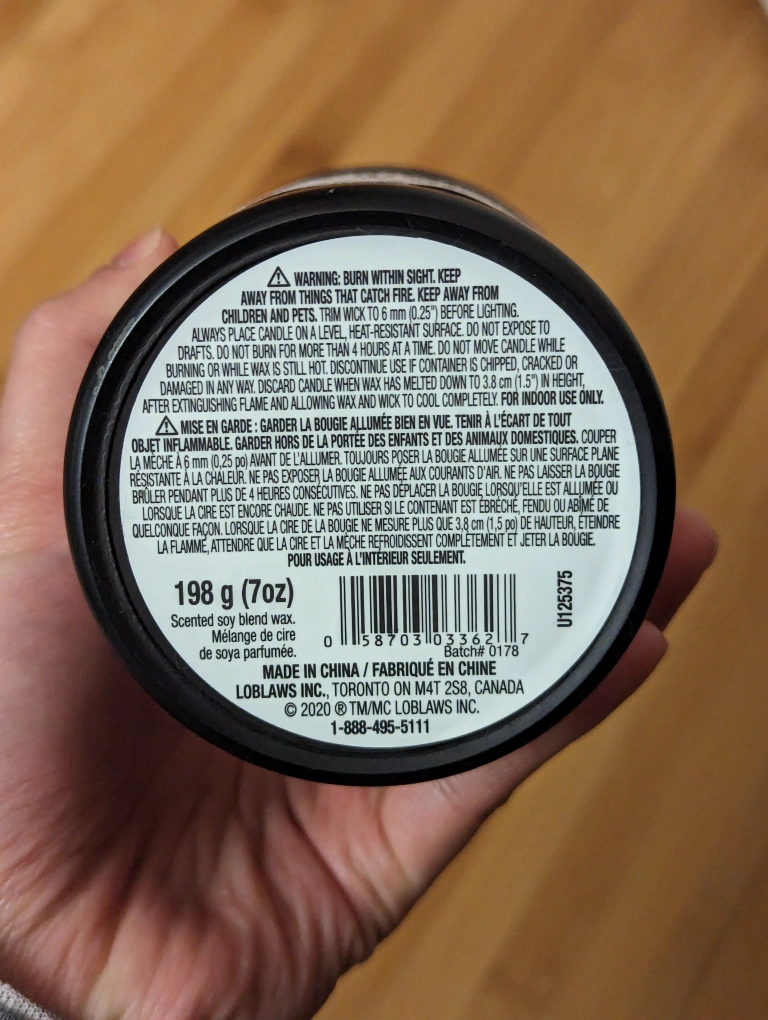 ⚠ WARNING: BURN WITHIN SIGHT. KEEP
AWAY FROM THINGS THAT CATCH FIRE. KEEP AWAY FROM
CHILDREN AND PETS. TRIM WICK TO 6 mm (0.25") BEFORE LIGHTING.
ALWAYS PLACE CANDLE ON A LEVEL, HEAT-RESISTANT SURFACE. DO NOT EXPOSE TO
DRAFTS. DO NOT BURN FOR MORE THAN 4 HOURS AT A TIME. DO NOT MOVE CANDLE WHILE
BURNING OR WHILE WAX IS STILL HOT. DISCONTINUE USE IF CONTAINER IS CHIPPED, CRACKED OR
DAMAGED IN ANY WAY. DISCARD CANDLE WHEN WAX HAS MELTED DOWN TO 3.8 cm (1.5") IN HEIGHT,
AFTER EXTINGUISHING FLAME AND ALLOWING WAX AND WICK TO COOL COMPLETELY. FOR INDOOR USE ONLY.
⚠ MISE EN GARDE : GARDER LA BOUGIE ALLUMÉE BIEN EN VUE. TENIR À L'ÉCART DE TOUT
OBJET INFLAMMABLE. GARDER HORS DE LA PORTÉE DES ENFANTS ET DES ANIMAUX DOMESTIQUES. COUPER
LA MÈCHE À 6 mm (0,25 po) AVANT DE L'ALLUMER. TOUJOURS POSER LA BOUGIE ALLUMÉE SUR UNE SURFACE PLANE
RÉSISTANTE À LA CHALEUR. NE PAS EXPOSER LA BOUGIE ALLUMÉE AUX COURANTS D'AIR. NE PAS LAISSER LA BOUGIE
BRÛLER PENDANT PLUS DE 4 HEURES CONSÉCUTIVES. NE PAS DÉPLACER LA BOUGIE LORSQU'ELLE EST ALLUMÉE OU
LORSQUE LA CIRE EST ENCORE CHAUDE. NE PAS UTILISER SI LE CONTENANT EST ÉBRÉCHÉ, FENDU OU ABÎMÉ DE
QUELCONQUE FAÇON. LORSQUE LA CIRE DE LA BOUGIE NE MESURE PLUS QUE 3,8 cm (1,5 po) DE HAUTEUR, ÉTEINDRE
LA FLAMME, ATTENDRE QUE LA CIRE ET LA MÈCHE REFROIDISSENT COMPLÈTEMENT ET JETER LA BOUGIE.
POUR USAGE À L'INTÉRIEUR SEULEMENT.
198 g (7oz)
Scented soy blend wax.
Mélange de cire
de soya parfumée.
0 58703 03362 7
Batch# 0178
U125375
MADE IN CHINA / FABRIQUÉ EN CHINE
LOBLAWS INC., TORONTO ON M4T 2S8, CANADA
© 2020 ® TM/MC LOBLAWS INC.
1-888-495-5111